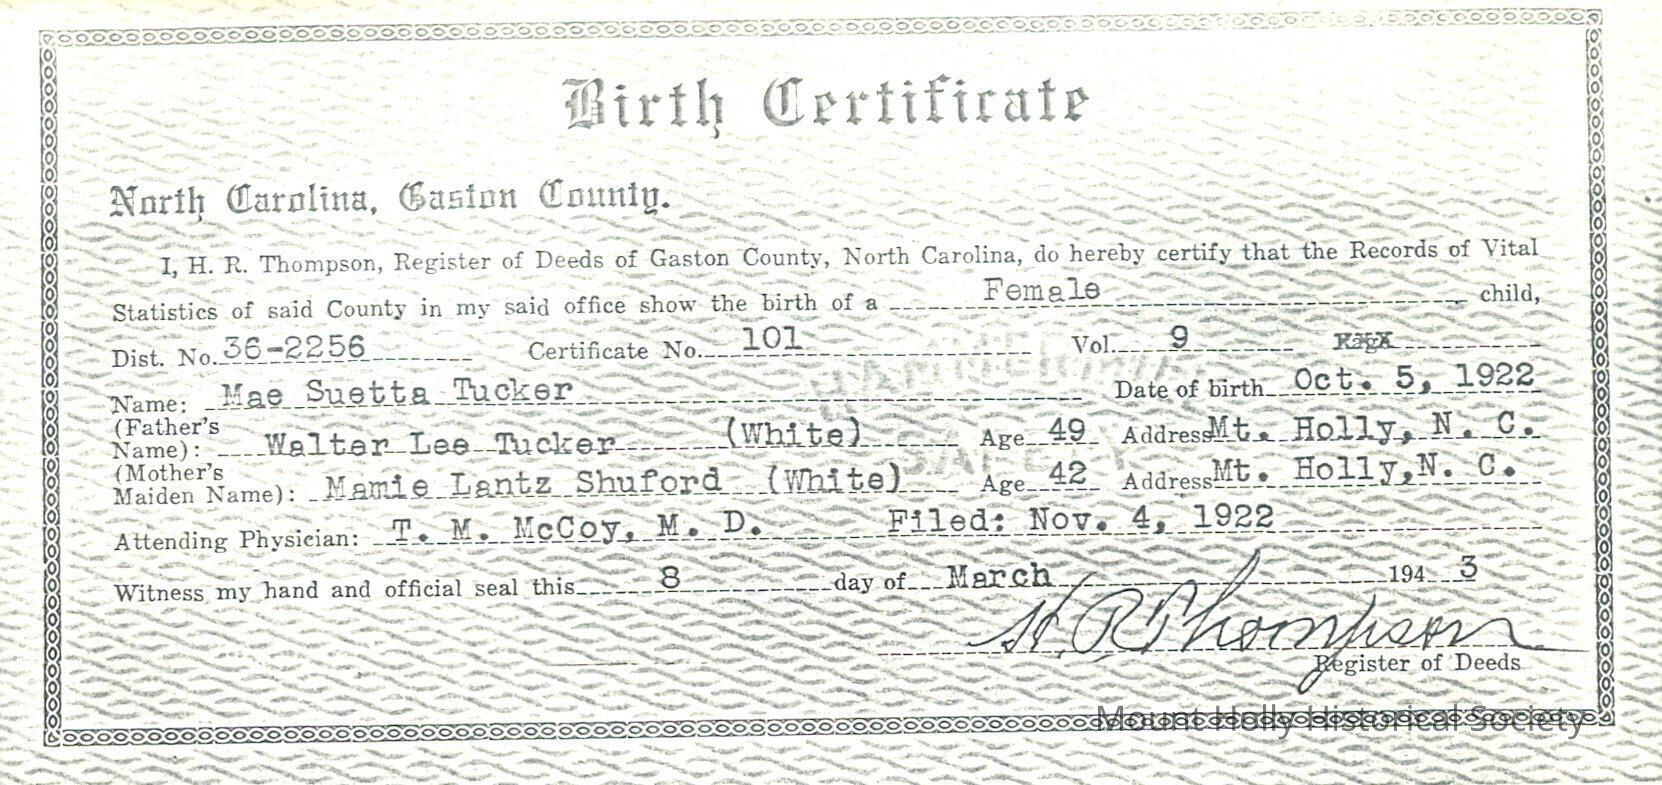 Birth Certificate
North Carolina, Gaston County.
I, H. R. Thompson, Register of Deeds of Gaston County, North Carolina, do hereby certify that the Records of Vital
Statistics of said County in my said office show the birth of a Female child,
Dist. No. 36-2256 Certificate No. 101 Vol. 9
Name: Mae Suetta Tucker Date of birth Oct. 5, 1922
(Father's
Name): Walter Lee Tucker (White) Age 49 Address Mt. Holly, N. C.
(Mother's
Maiden Name): Mamie Lantz Shuford (White) Age 42 Address Mt. Holly, N. C.
Attending Physician: T. M. McCoy, M. D. Filed: Nov. 4, 1922
Witness my hand and official seal this 8 day of March 194 3
H. R. Thompson
Register of Deeds
Mount Holly Historical Society